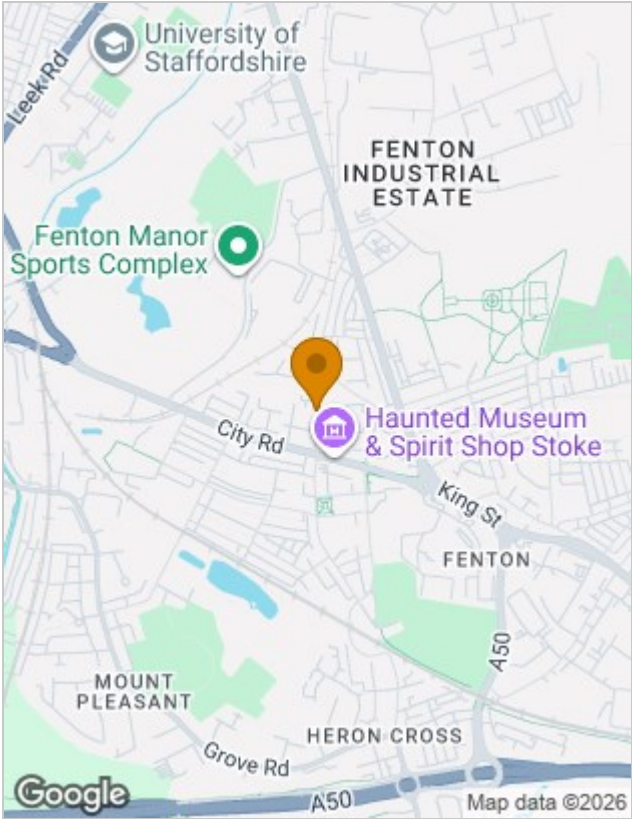 University of
Staffordshire
Leek Rd
FENTON
INDUSTRIAL
ESTATE
Fenton Manor
Sports Complex
Haunted Museum
& Spirit Shop Stoke
City Rd
King St
FENTON
A50
MOUNT
PLEASANT
HERON CROSS
Grove Rd
A50
Google
Map data ©2026